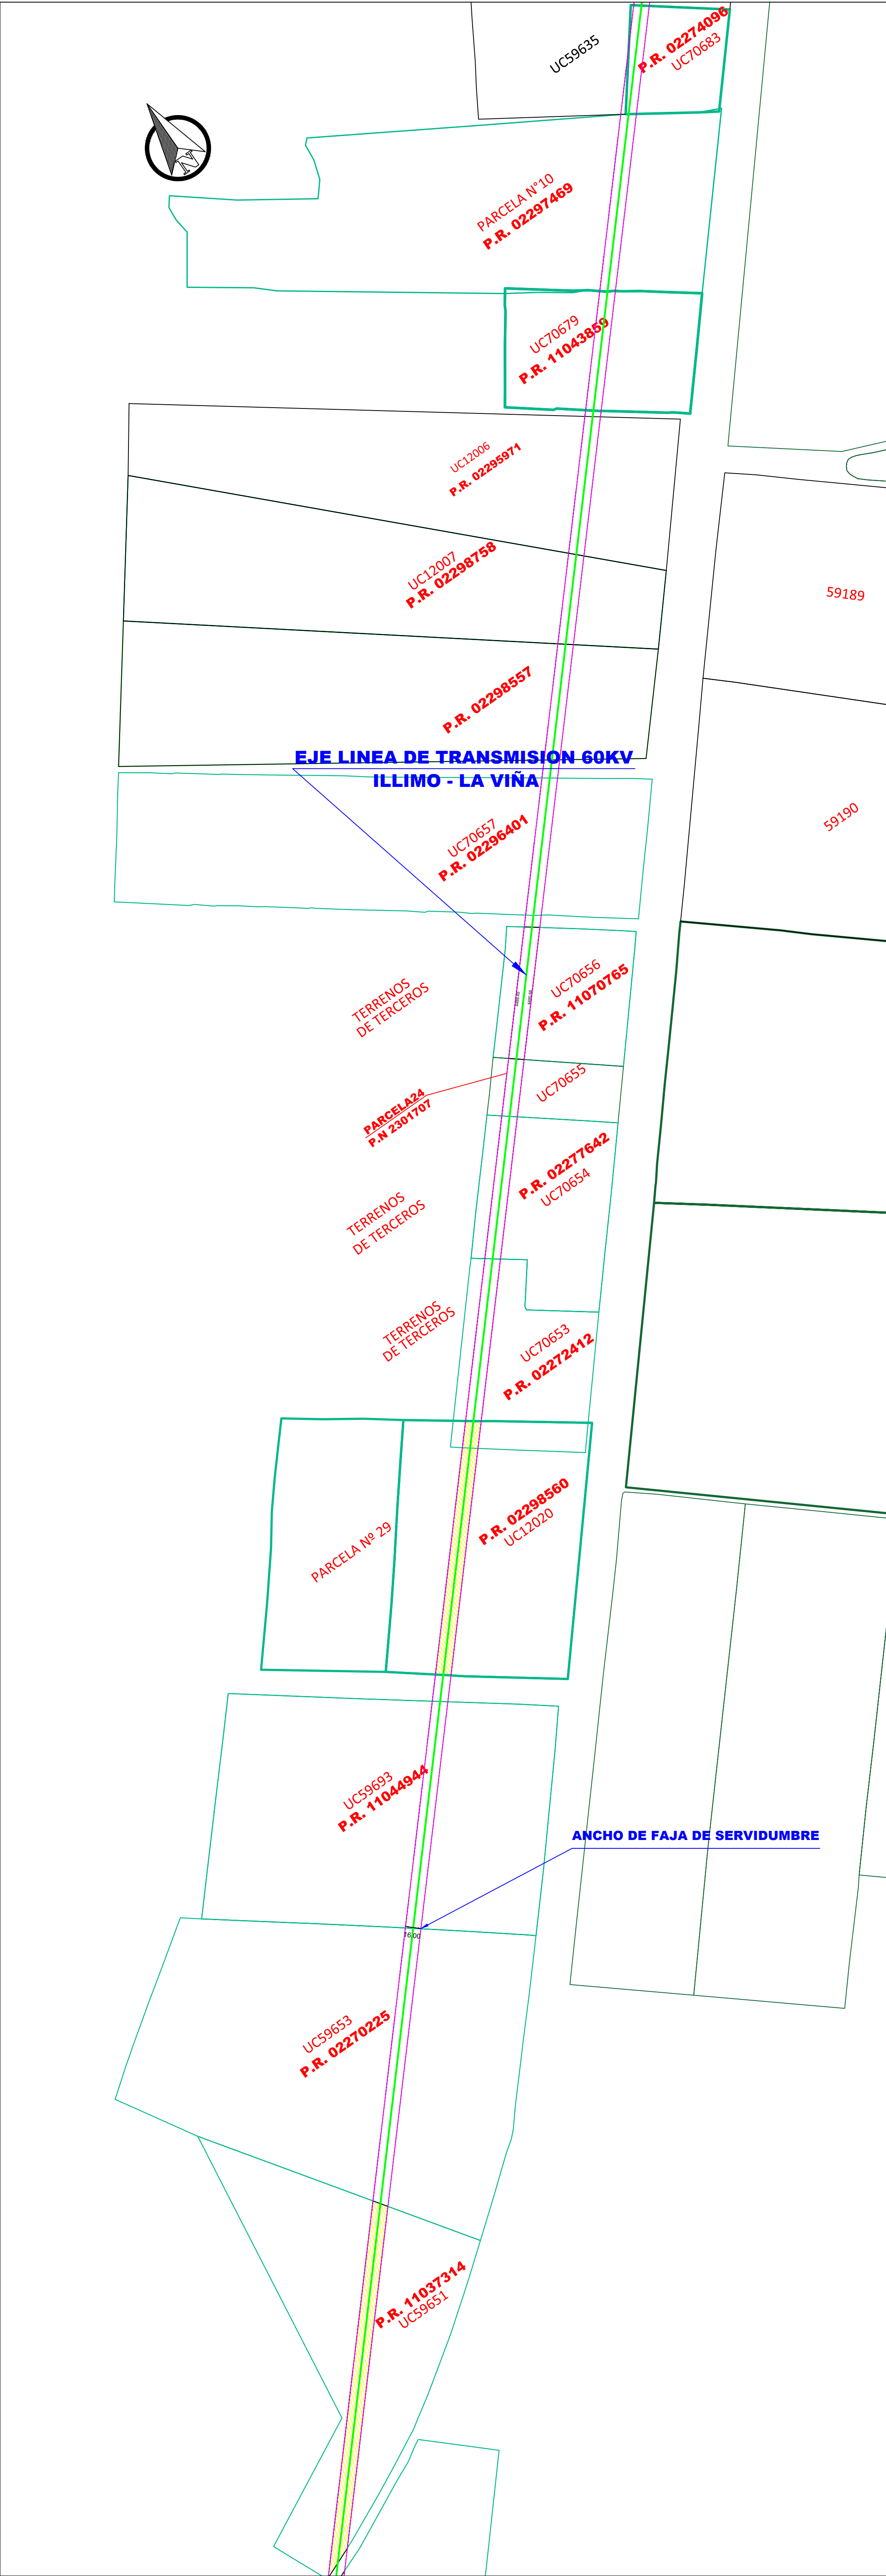 UC59635
P.R. 02274096
UC70683
N
PARCELA N°10
P.R. 02297469
UC70679
P.R. 11043859
UC12006
P.R. 02295971
UC12007
P.R. 02298758
59189
P.R. 02298557
EJE LINEA DE TRANSMISION 60KV
ILLIMO - LA VIÑA
59190
UC70657
P.R. 02296401
UC70656
P.R. 11070765
TERRENOS
DE TERCEROS
UC70655
PARCELA24
P.N 2301707
P.R. 02277642
UC70654
TERRENOS
DE TERCEROS
TERRENOS
DE TERCEROS
UC70653
P.R. 02272412
P.R. 02298560
UC12020
PARCELA Nº 29
UC59693
P.R. 11044944
ANCHO DE FAJA DE SERVIDUMBRE
16.00
UC59653
P.R. 02270225
P.R. 11037314
UC59651